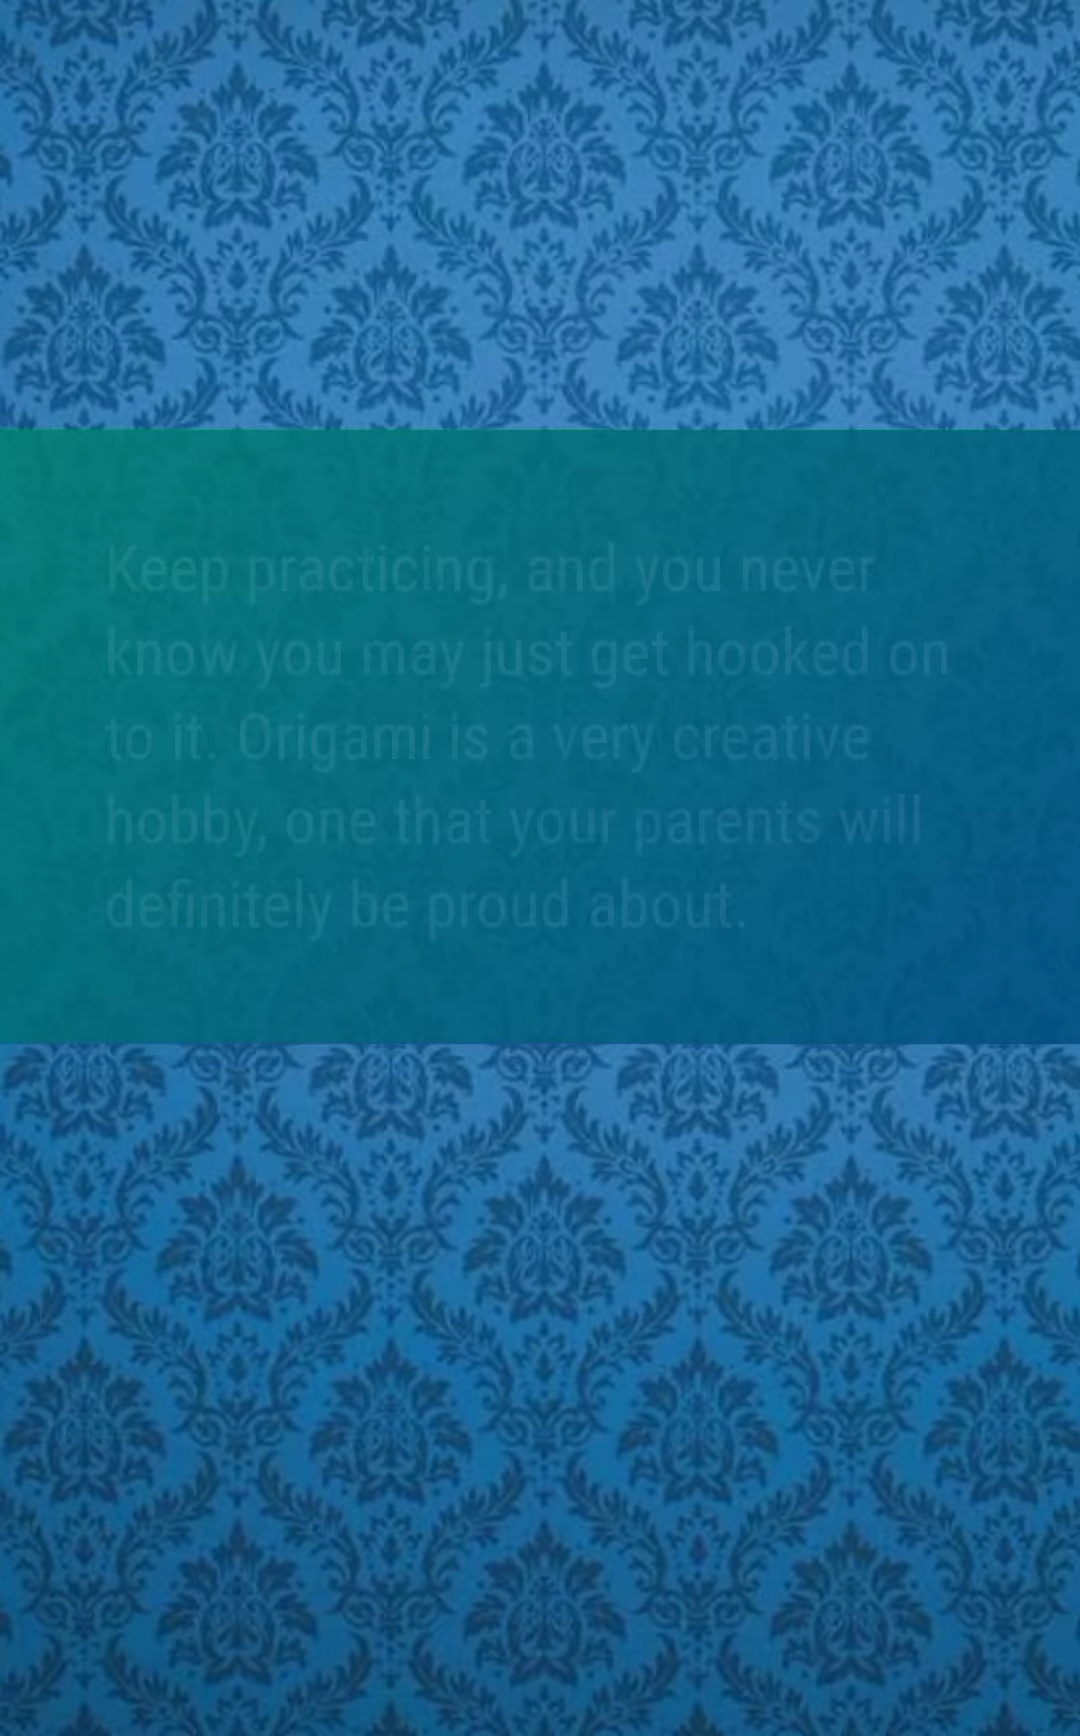 Keep practicing, and you never
know you may just get hooked on
to it. Origami is a very creative
hobby, one that your parents will
definitely be proud about.